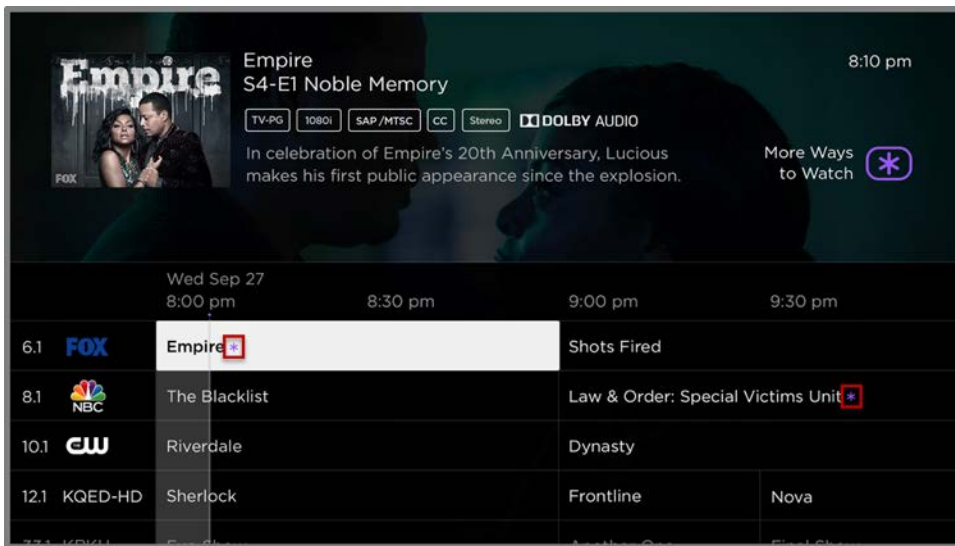 Empire
FOX
Empire
S4-E1 Noble Memory
8:10 pm
TV-PG 1080i SAP/MTSC CC Stereo DOLBY AUDIO
In celebration of Empire's 20th Anniversary, Lucious
makes his first public appearance since the explosion.
More Ways
to Watch *
Wed Sep 27
8:00 pm 8:30 pm 9:00 pm 9:30 pm
6.1 FOX Empire * Shots Fired
8.1 NBC The Blacklist Law & Order: Special Victims Unit *
10.1 CW Riverdale Dynasty
12.1 KQED-HD Sherlock Frontline Nova
Another One Final Show